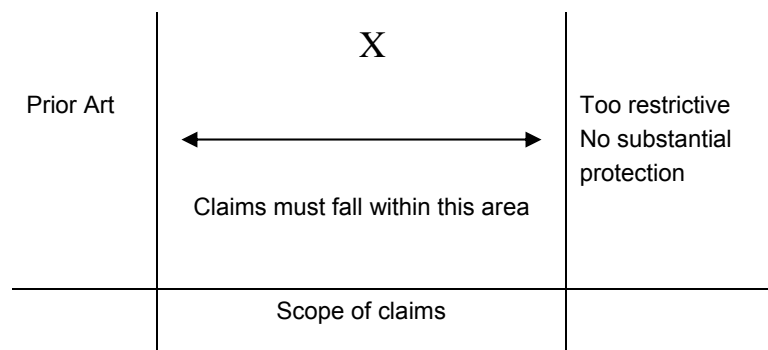 X
Prior Art
Too restrictive
No substantial
protection
Claims must fall within this area
Scope of claims